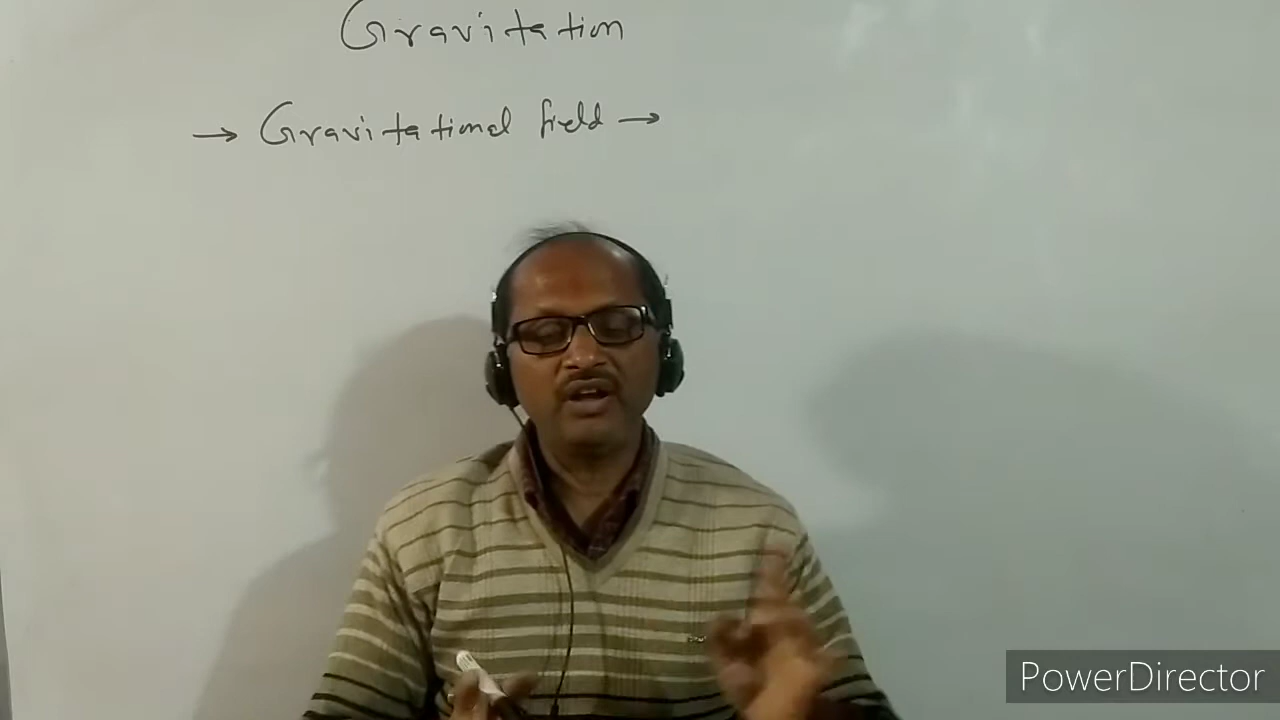 Gravitation
→ Gravitational field →
PowerDirector